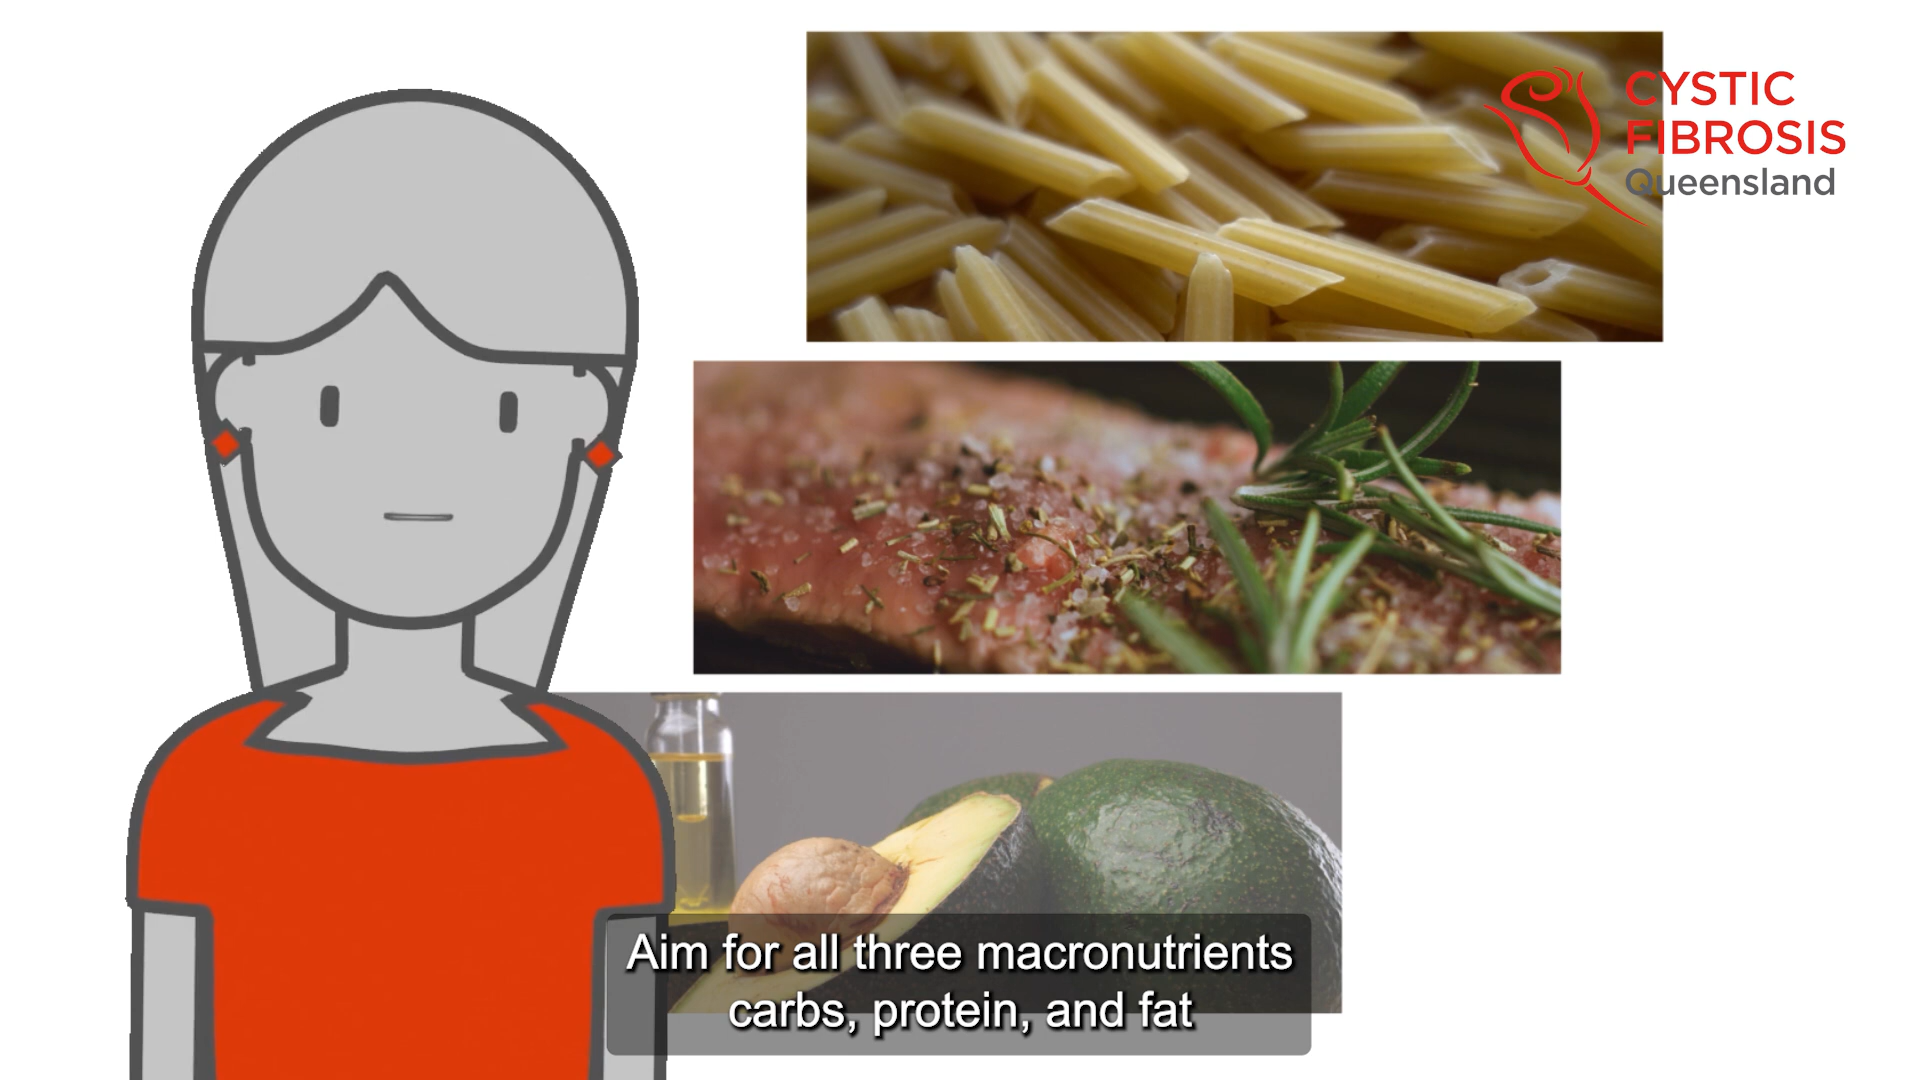 CYSTIC
FIBROSIS
Queensland
Aim for all three macronutrients
carbs, protein, and fat